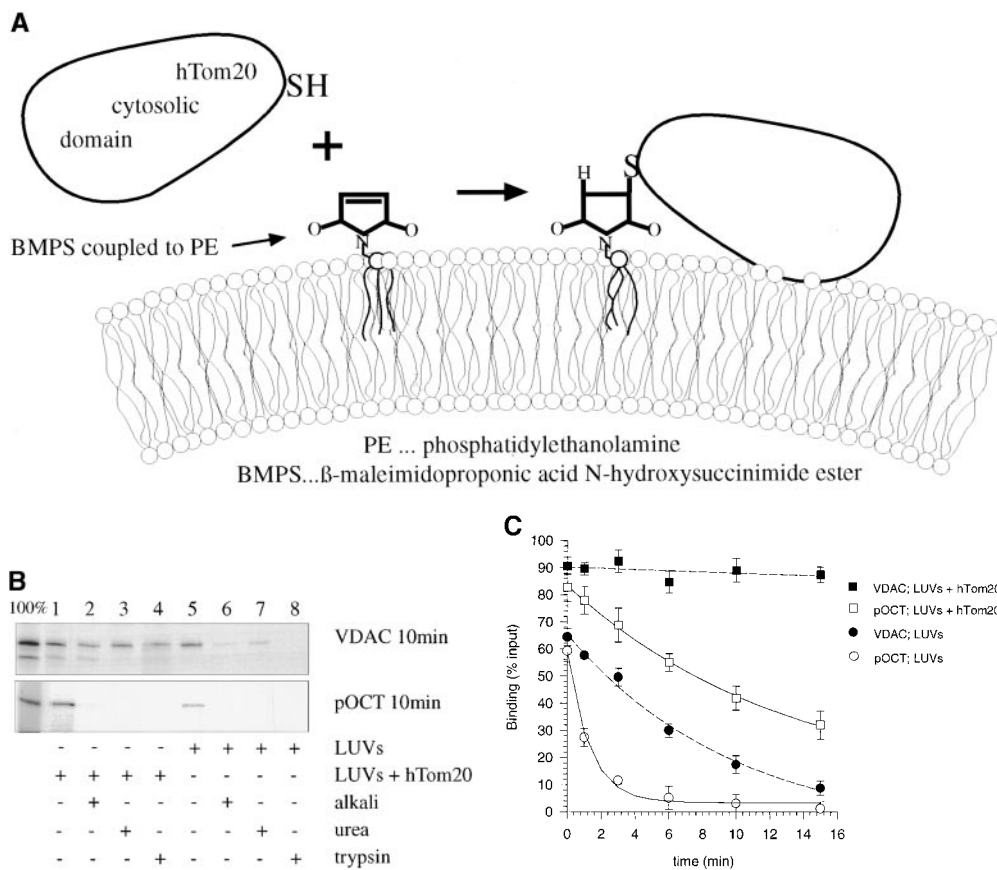 A
hTom20
cytosolic
domain
SH
+
BMPS coupled to PE
O O
N
H S
O O
N
PE ... phosphatidylethanolamine
BMPS...ß-maleimidoproponic acid N-hydroxysuccinimide ester
B
100% 1 2 3 4 5 6 7 8
VDAC 10min
pOCT 10min
- - - - + + + + LUVs
+ + + + - - - - LUVs + hTom20
- + - - - + - - alkali
- - + - - - + - urea
- - - + - - - + trypsin
C
100
90
80
70
60
50
40
30
20
10
0
Binding (% input)
0 2 4 6 8 10 12 14 16
time (min)
VDAC; LUVs + hTom20
pOCT; LUVs + hTom20
VDAC; LUVs
pOCT; LUVs